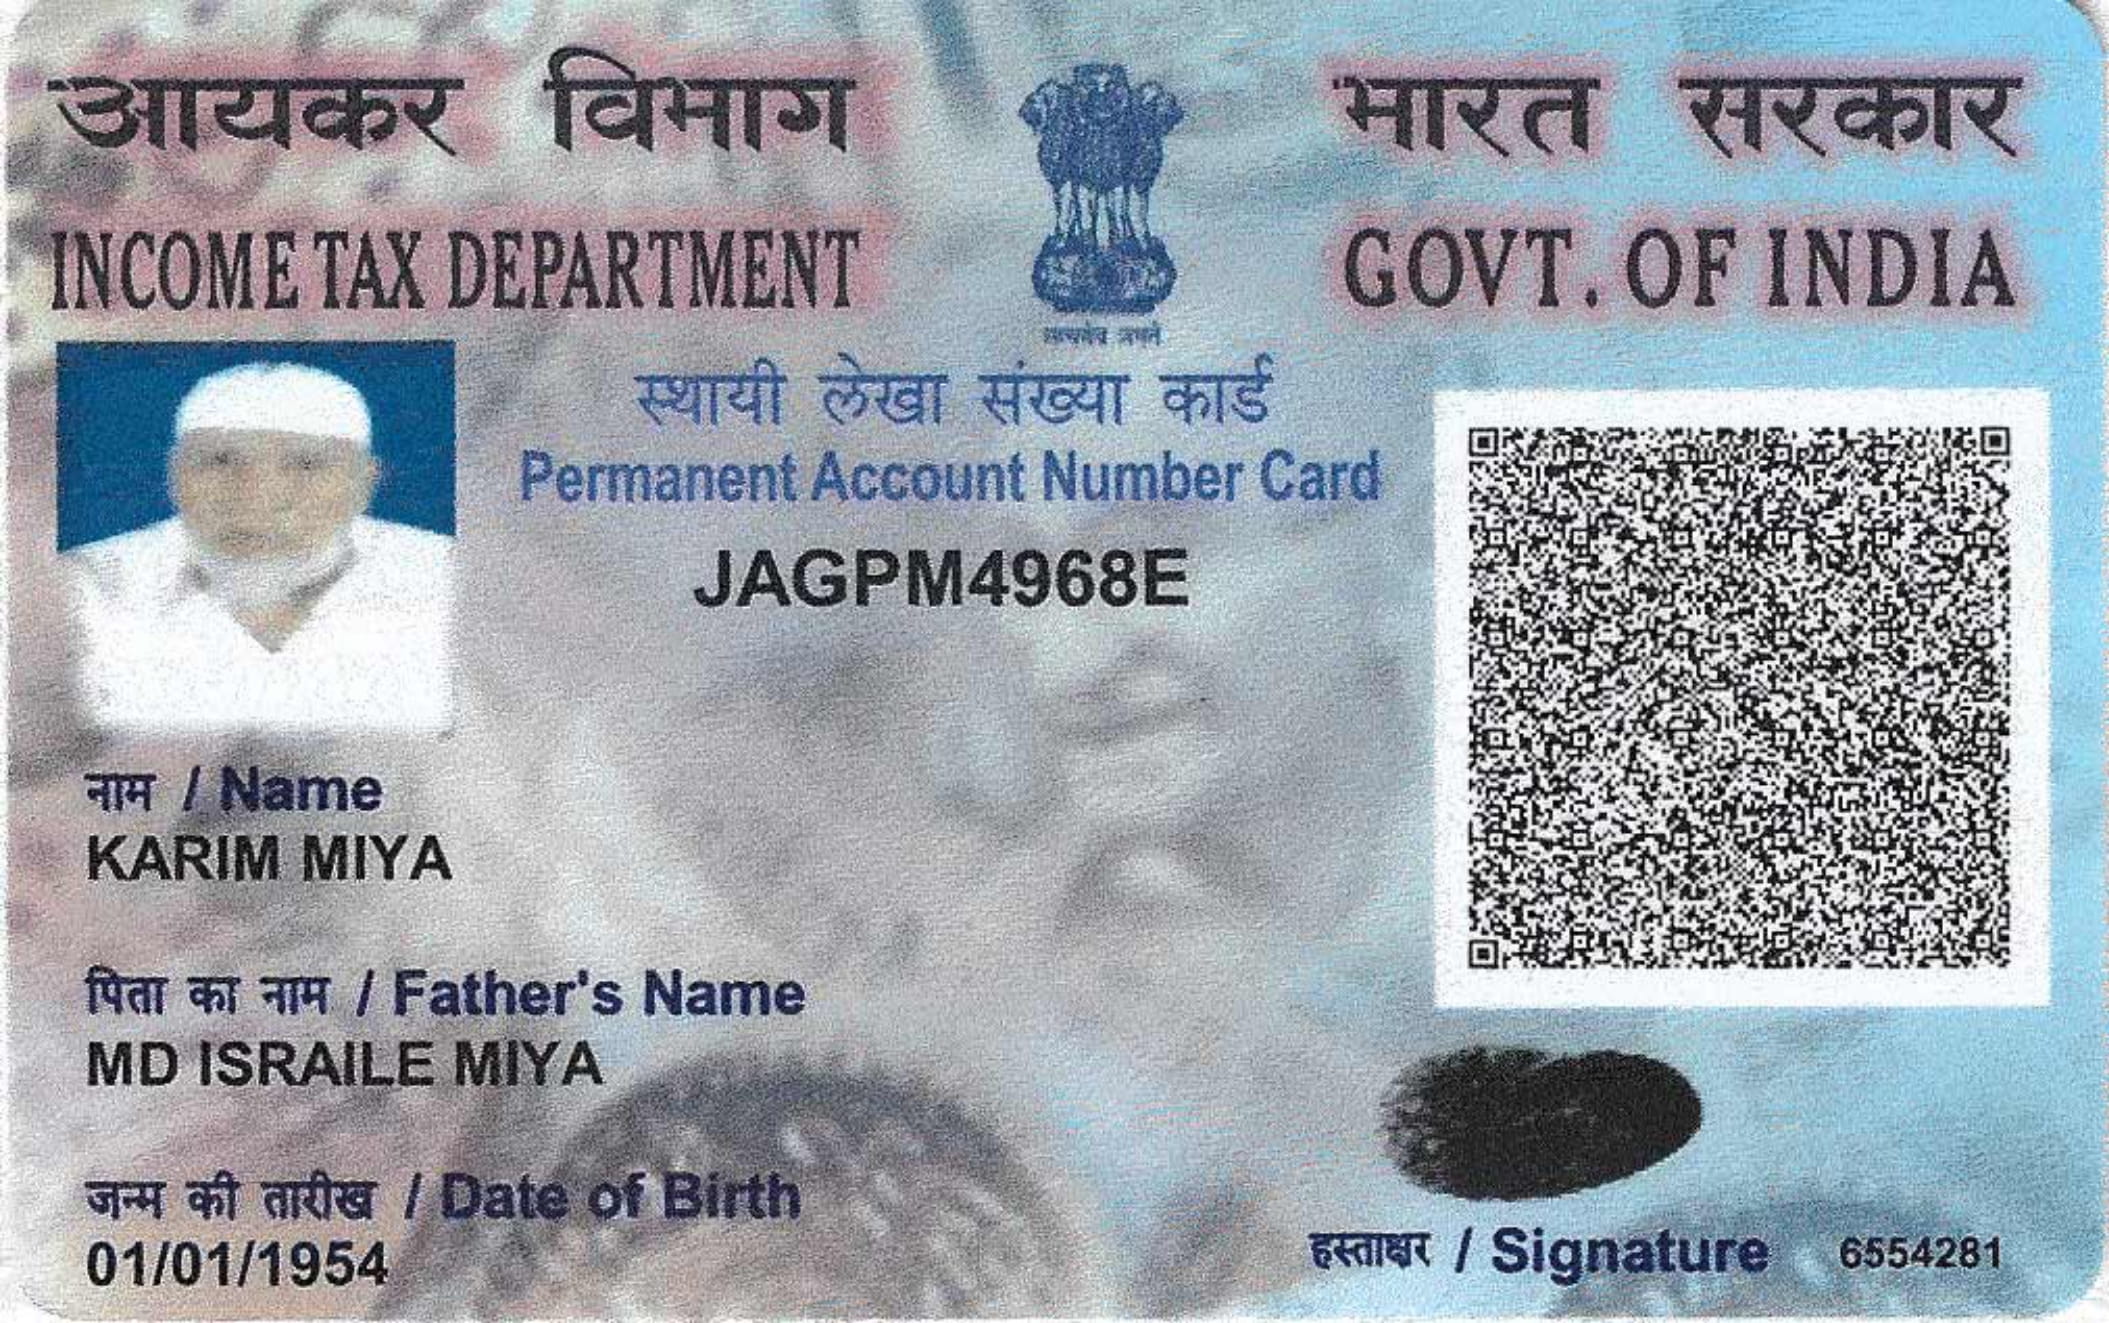 आयकर विभाग
INCOME TAX DEPARTMENT
भारत सरकार
GOVT. OF INDIA
सत्यमेव जयते
स्थायी लेखा संख्या कार्ड
Permanent Account Number Card
JAGPM4968E
नाम / Name
KARIM MIYA
पिता का नाम / Father's Name
MD ISRAILE MIYA
जन्म की तारीख / Date of Birth
01/01/1954
हस्ताक्षर / Signature
6554281